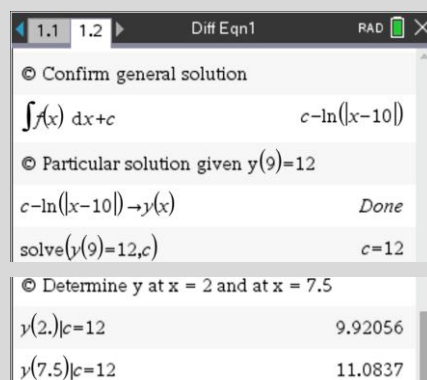 1.1 1.2 Diff Eqn1 RAD
© Confirm general solution
∫f(x) dx+c c−ln(|x−10|)
© Particular solution given y(9)=12
c−ln(|x−10|)→y(x) Done
solve(y(9)=12,c) c=12
© Determine y at x = 2 and at x = 7.5
y(2.)|c=12 9.92056
y(7.5)|c=12 11.0837